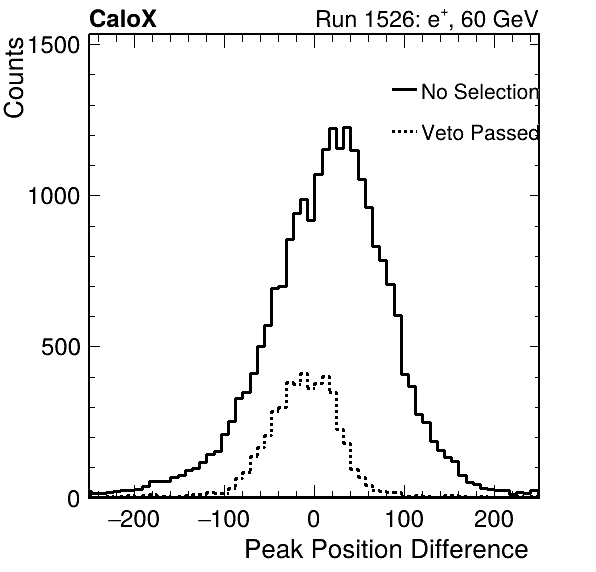 CaloX Run 1526: e⁺, 60 GeV
Counts
1500
1000
500
0
No Selection
Veto Passed
−200 −100 0 100 200
Peak Position Difference